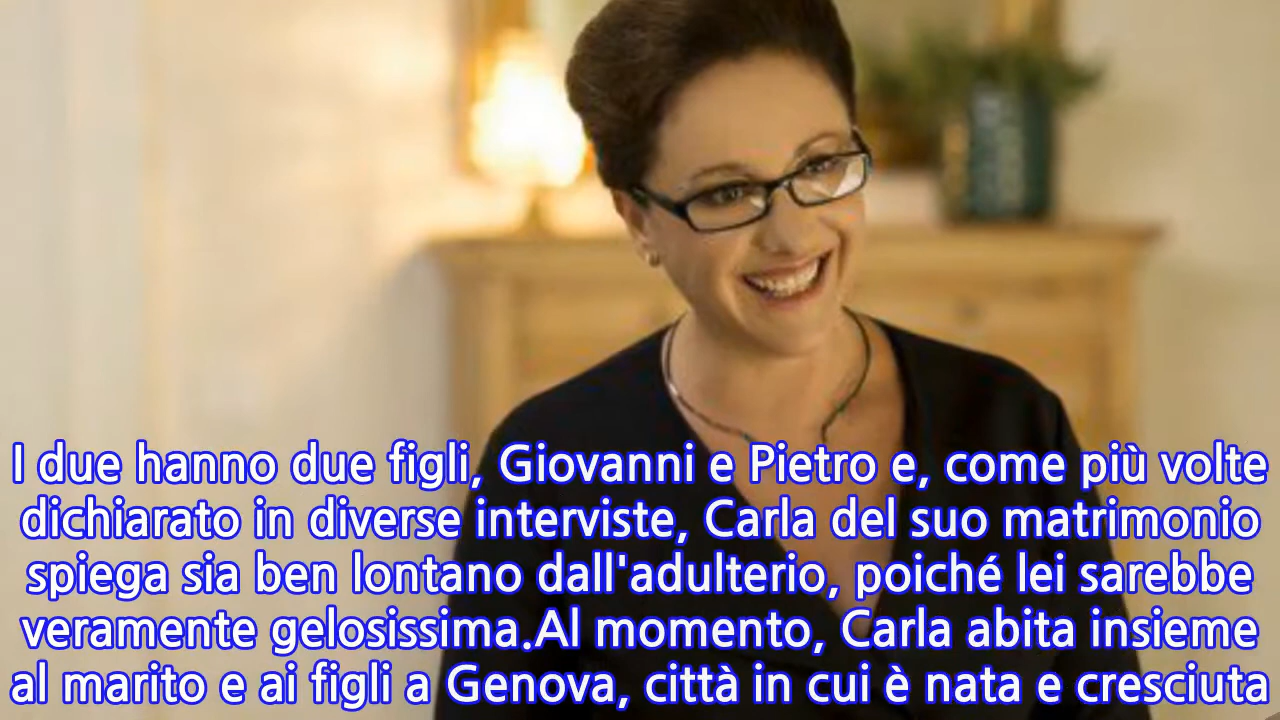 I due hanno due figli, Giovanni e Pietro e, come più volte
dichiarato in diverse interviste, Carla del suo matrimonio
spiega sia ben lontano dall'adulterio, poiché lei sarebbe
veramente gelosissima.Al momento, Carla abita insieme
al marito e ai figli a Genova, città in cui è nata e cresciuta